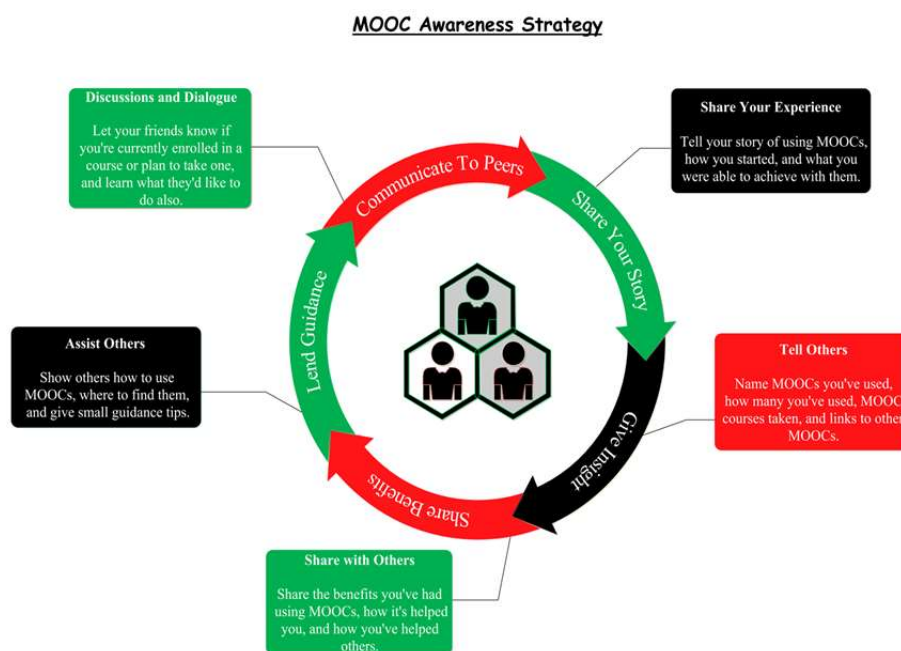 MOOC Awareness Strategy
Discussions and Dialogue
Let your friends know if
you're currently enrolled in a
course or plan to take one,
and learn what they'd like to
do also.
Share Your Experience
Tell your story of using MOOCs,
how you started, and what you
were able to achieve with them.
Communicate To Peers
Share Your Story
Lend Guidance
Assist Others
Show others how to use
MOOCs, where to find them,
and give small guidance tips.
Tell Others
Name MOOCs you've used,
how many you've used, MOOC
courses taken, and links to other
MOOCs.
Give Insight
Share Benefits
Share with Others
Share the benefits you've had
using MOOCs, how it's helped
you, and how you've helped
others.